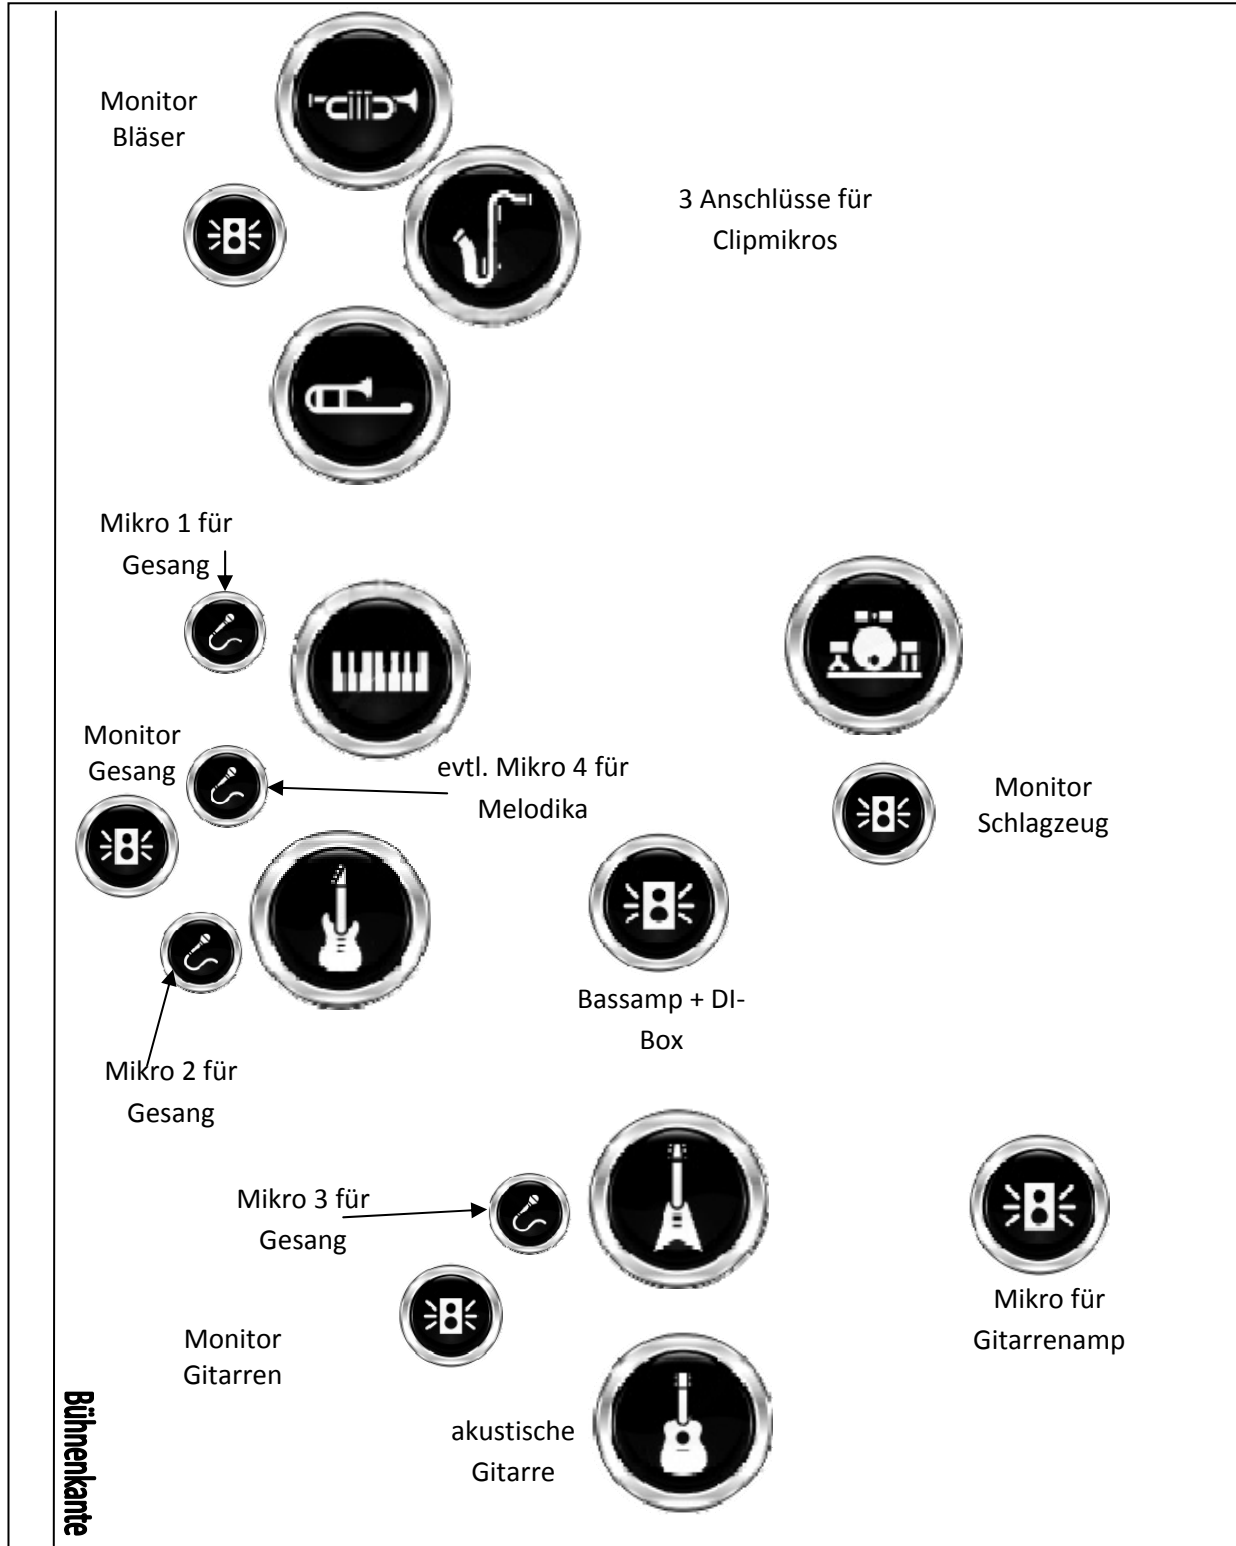 Monitor
Bläser
3 Anschlüsse für
Clipmikros
Mikro 1 für
Gesang
Monitor
Gesang
evtl. Mikro 4 für
Melodika
Monitor
Schlagzeug
Bassamp + DI-
Box
Mikro 2 für
Gesang
Mikro 3 für
Gesang
Mikro für
Gitarrenamp
Monitor
Gitarren
akustische
Gitarre
Bühnenkante